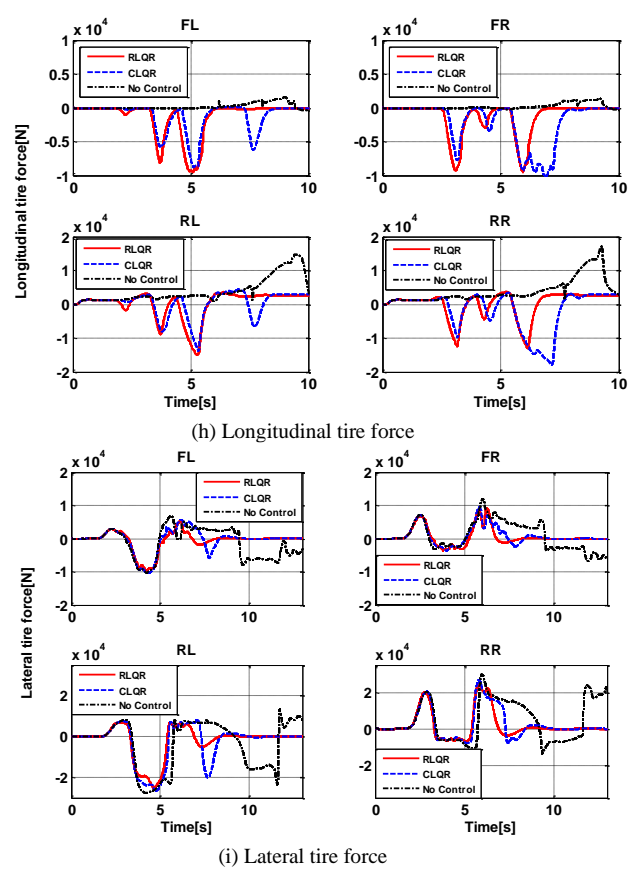 x 10^4 FL
1
0.5
0
-0.5
-1
0 5 10
RLQR
CLQR
No Control
x 10^4 FR
1
0.5
0
-0.5
-1
0 5 10
RLQR
CLQR
No Control
Longitudinal tire force[N]
x 10^4 RL
2
1
0
-1
-2
0 5 10
RLQR
CLQR
No Control
Time[s]
x 10^4 RR
2
1
0
-1
-2
0 5 10
RLQR
CLQR
No Control
Time[s]
(h) Longitudinal tire force
x 10^4 FL
2
1
0
-1
-2
0 5 10
RLQR
CLQR
No Control
x 10^4 FR
2
1
0
-1
-2
0 5 10
RLQR
CLQR
No Control
Lateral tire force[N]
x 10^4 RL
2
0
-2
0 5 10
RLQR
CLQR
No Control
Time[s]
x 10^4 RR
2
0
-2
0 5 10
RLQR
CLQR
No Control
Time[s]
(i) Lateral tire force